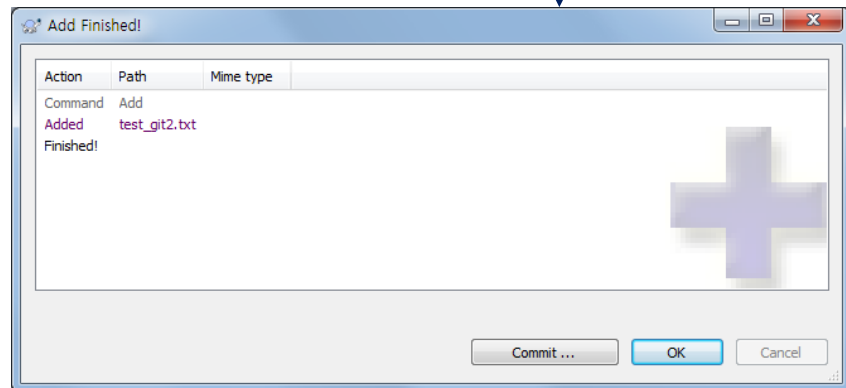 Add Finished!
Action Path Mime type
Command Add
Added test_git2.txt
Finished!
Commit ... OK Cancel